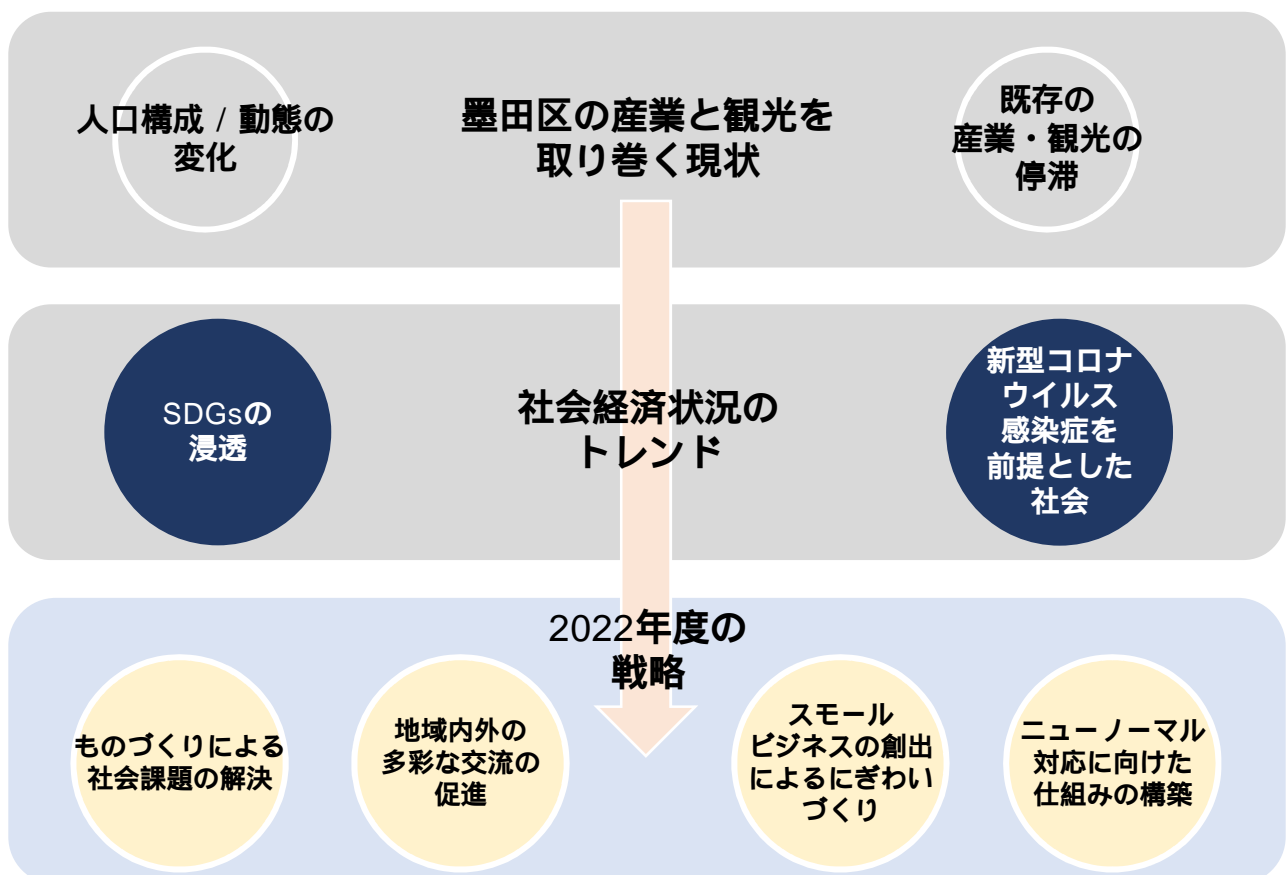 人口構成 / 動態の
変化
墨田区の産業と観光を
取り巻く現状
既存の
産業・観光の
停滞
SDGsの
浸透
社会経済状況の
トレンド
新型コロナ
ウイルス
感染症を
前提とした
社会
2022年度の
戦略
ものづくりによる
社会課題の解決
地域内外の
多彩な交流の
促進
スモール
ビジネスの創出
によるにぎわい
づくり
ニューノーマル
対応に向けた
仕組みの構築